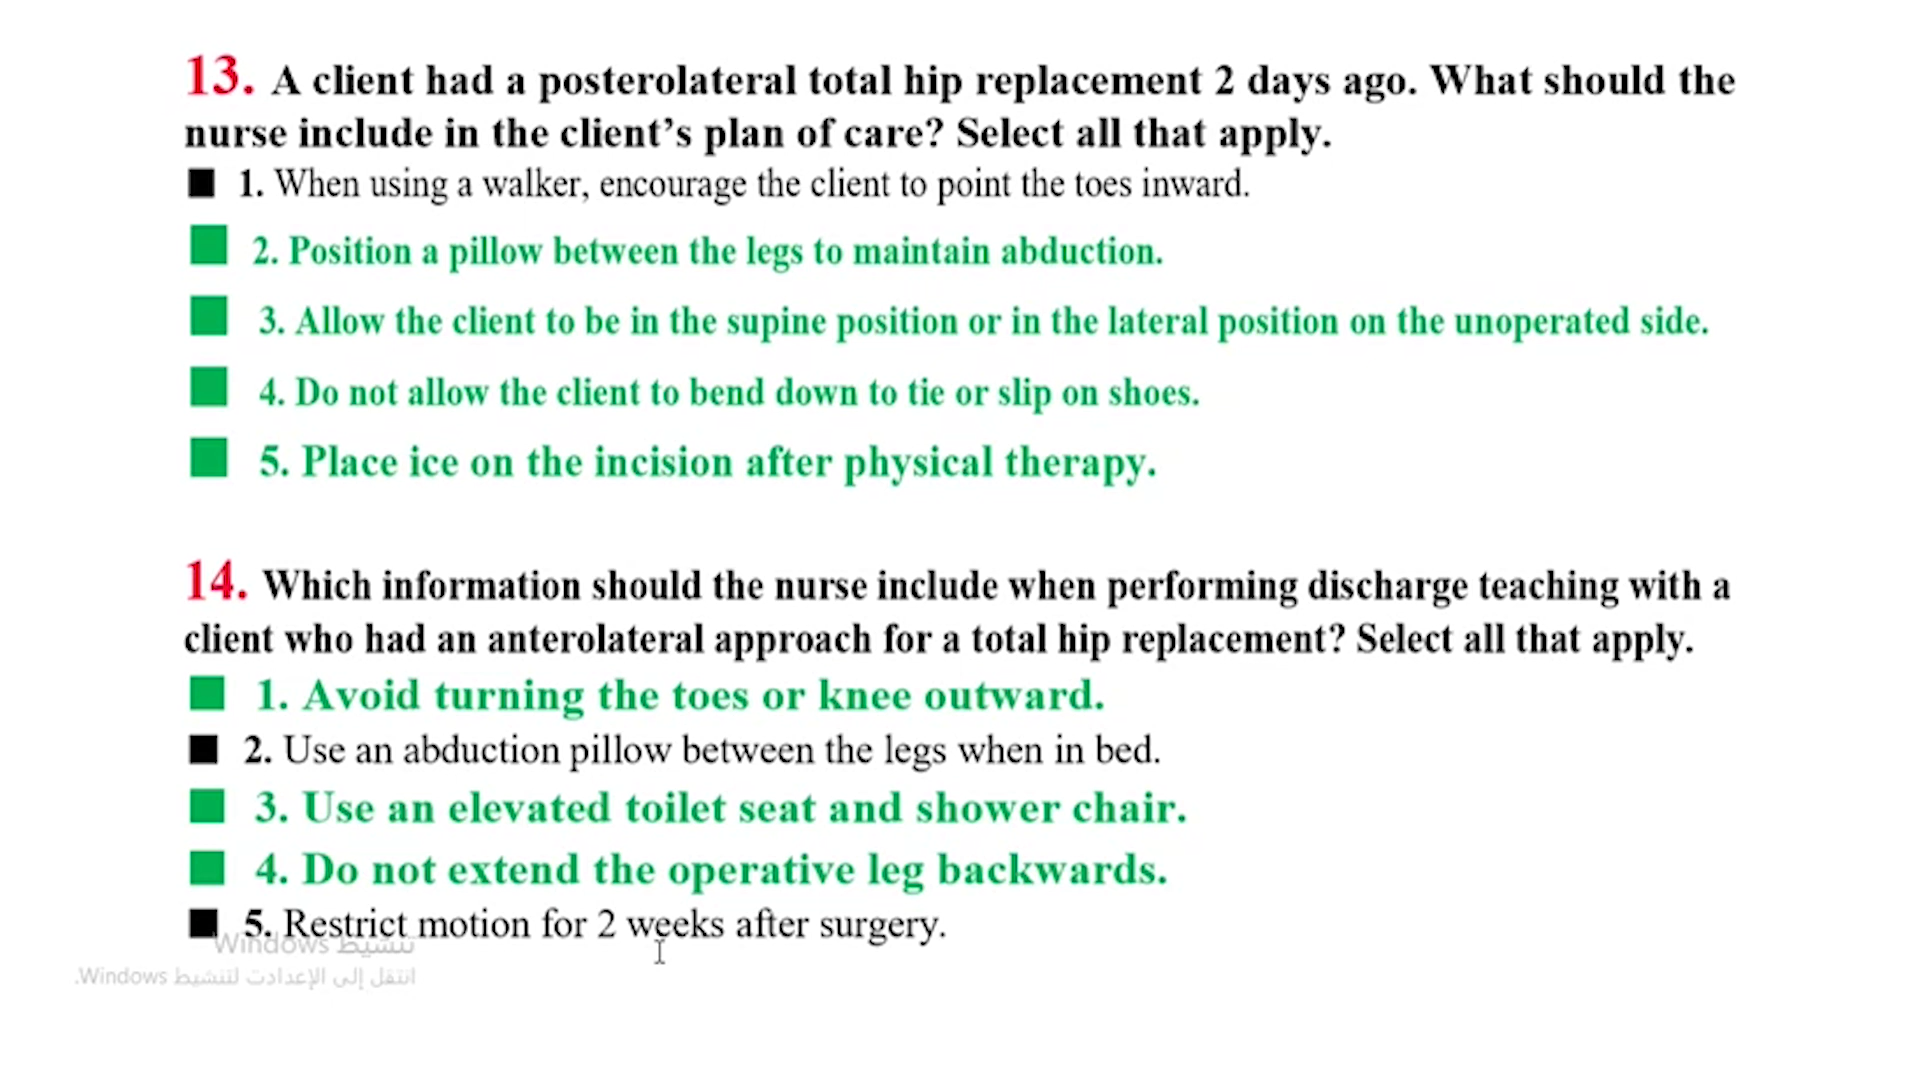 13. A client had a posterolateral total hip replacement 2 days ago. What should the
nurse include in the client’s plan of care? Select all that apply.
■ 1. When using a walker, encourage the client to point the toes inward.
■ 2. Position a pillow between the legs to maintain abduction.
■ 3. Allow the client to be in the supine position or in the lateral position on the unoperated side.
■ 4. Do not allow the client to bend down to tie or slip on shoes.
■ 5. Place ice on the incision after physical therapy.
14. Which information should the nurse include when performing discharge teaching with a
client who had an anterolateral approach for a total hip replacement? Select all that apply.
■ 1. Avoid turning the toes or knee outward.
■ 2. Use an abduction pillow between the legs when in bed.
■ 3. Use an elevated toilet seat and shower chair.
■ 4. Do not extend the operative leg backwards.
■ 5. Restrict motion for 2 weeks after surgery.
تنشيط Windows
انتقل إلى الإعدادت لتنشيط Windows.